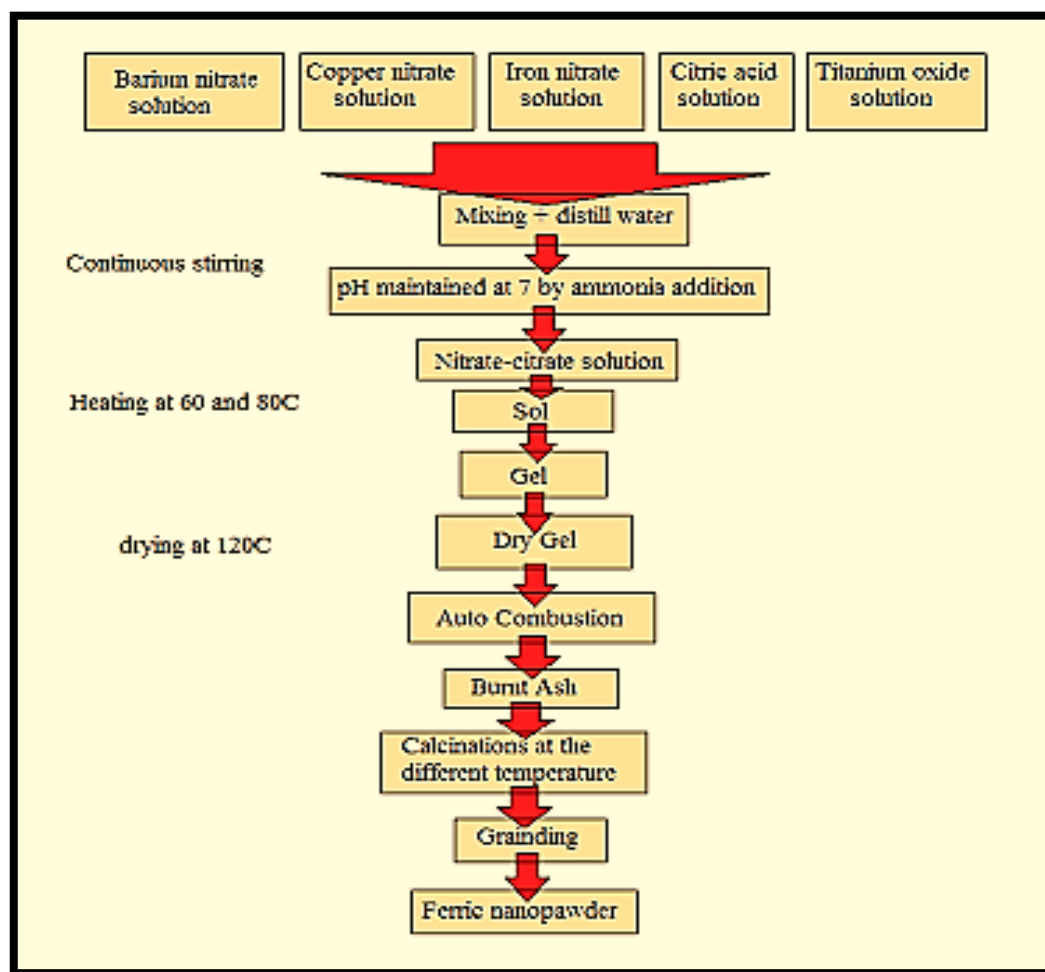 Barium nitrate
solution
Copper nitrate
solution
Iron nitrate
solution
Citric acid
solution
Titanium oxide
solution
Mixing + distill water
Continuous stirring
pH maintained at 7 by ammonia addition
Nitrate-citrate solution
Heating at 60 and 80C
Sol
Gel
drying at 120C
Dry Gel
Auto Combustion
Burnt Ash
Calcinations at the
different temperature
Grainding
Ferric nanopawder